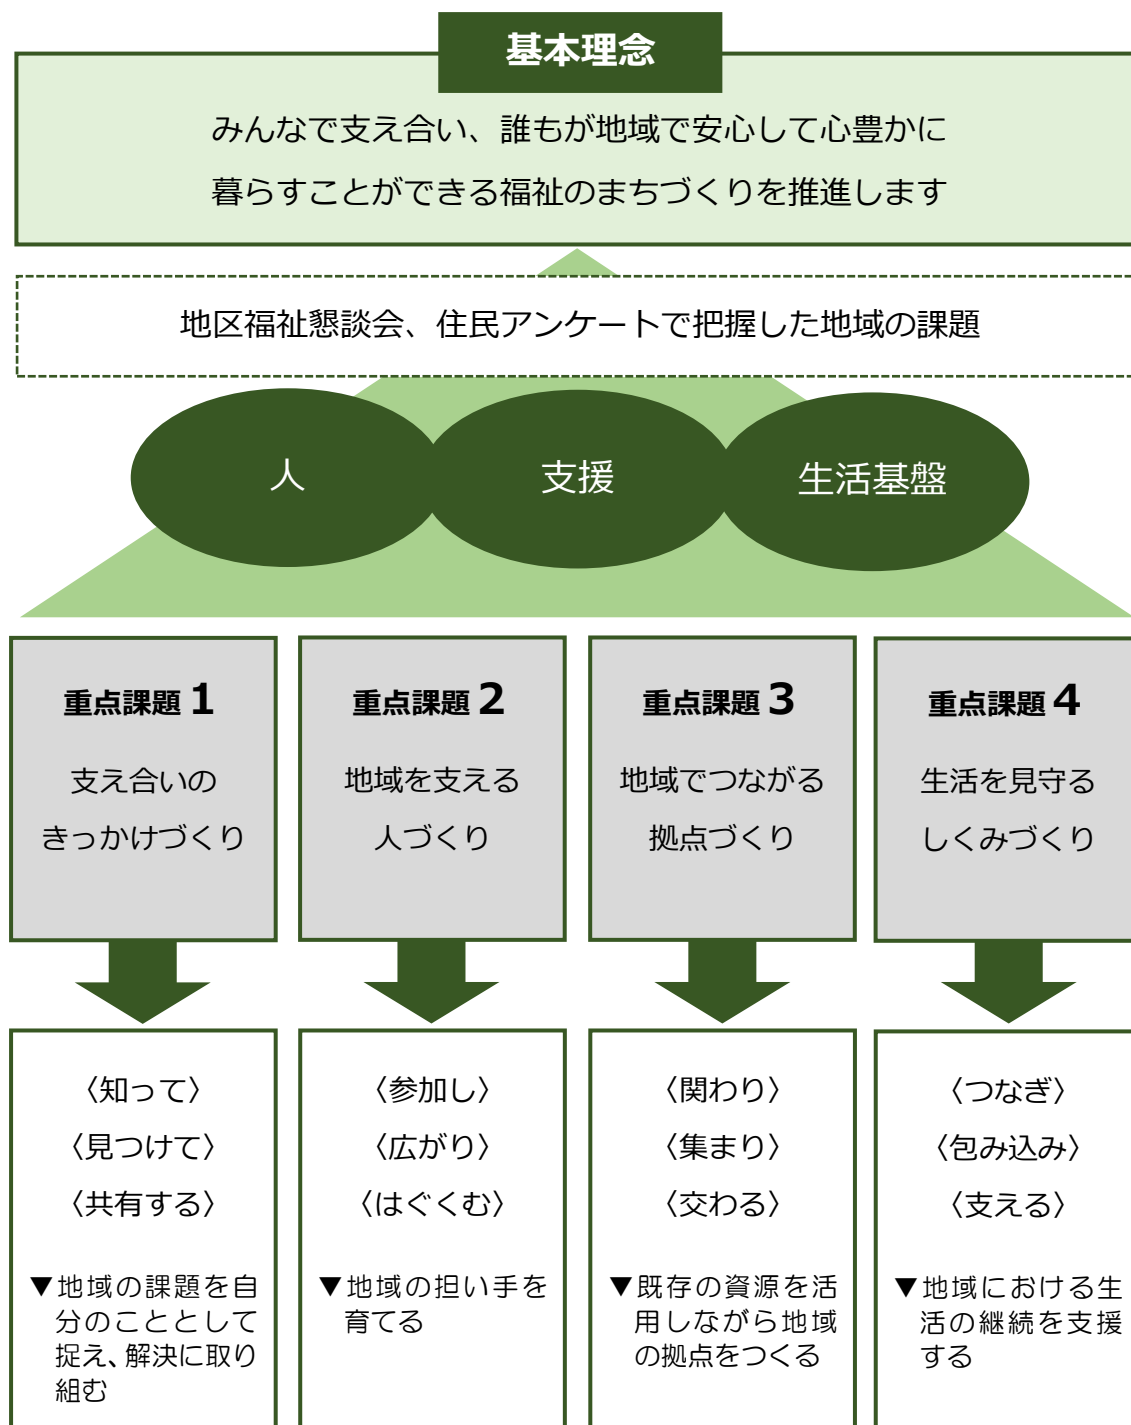 基本理念
みんなで支え合い、誰もが地域で安心して心豊かに
暮らすことができる福祉のまちづくりを推進します
地区福祉懇談会、住民アンケートで把握した地域の課題
人
支援
生活基盤
重点課題1
支え合いの
きっかけづくり
重点課題2
地域を支える
人づくり
重点課題3
地域でつながる
拠点づくり
重点課題4
生活を見守る
しくみづくり
〈知って〉
〈見つけて〉
〈共有する〉
▼地域の課題を自
分のこととして
捉え、解決に取り
組む
〈参加し〉
〈広がり〉
〈はぐくむ〉
▼地域の担い手を
育てる
〈関わり〉
〈集まり〉
〈交わる〉
▼既存の資源を活
用しながら地域
の拠点をつくる
〈つなぎ〉
〈包み込み〉
〈支える〉
▼地域における生
活の継続を支援
する